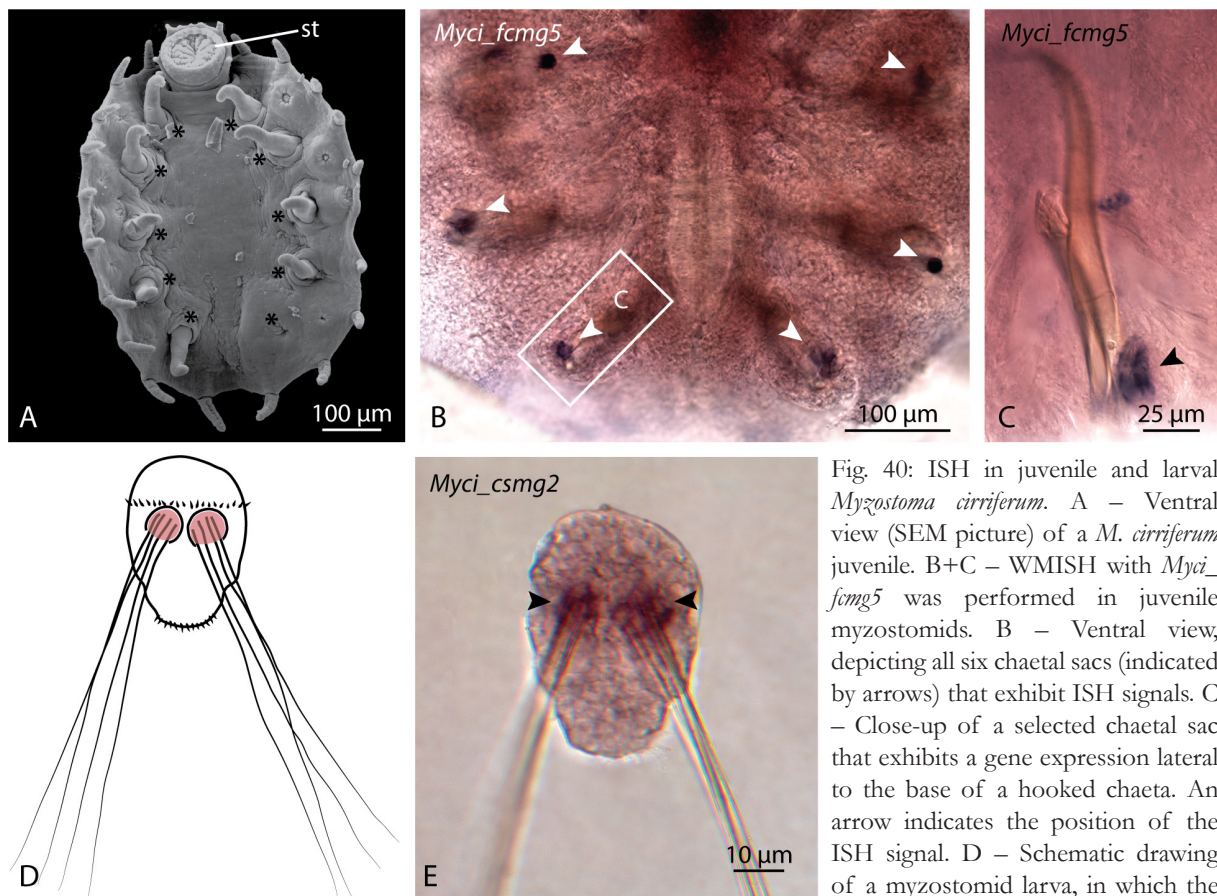 st
A
100 µm
Myci_fcmg5
C
B
100 µm
Myci_fcmg5
C
25 µm
D
Myci_csmg2
E
10 µm
Fig. 40: ISH in juvenile and larval
Myzostoma cirriferum. A – Ventral
view (SEM picture) of a M. cirriferum
juvenile. B+C – WMISH with Myci_
fcmg5 was performed in juvenile
myzostomids. B – Ventral view,
depicting all six chaetal sacs (indicated
by arrows) that exhibit ISH signals. C
– Close-up of a selected chaetal sac
that exhibits a gene expression lateral
to the base of a hooked chaeta. An
arrow indicates the position of the
ISH signal. D – Schematic drawing
of a myzostomid larva, in which the